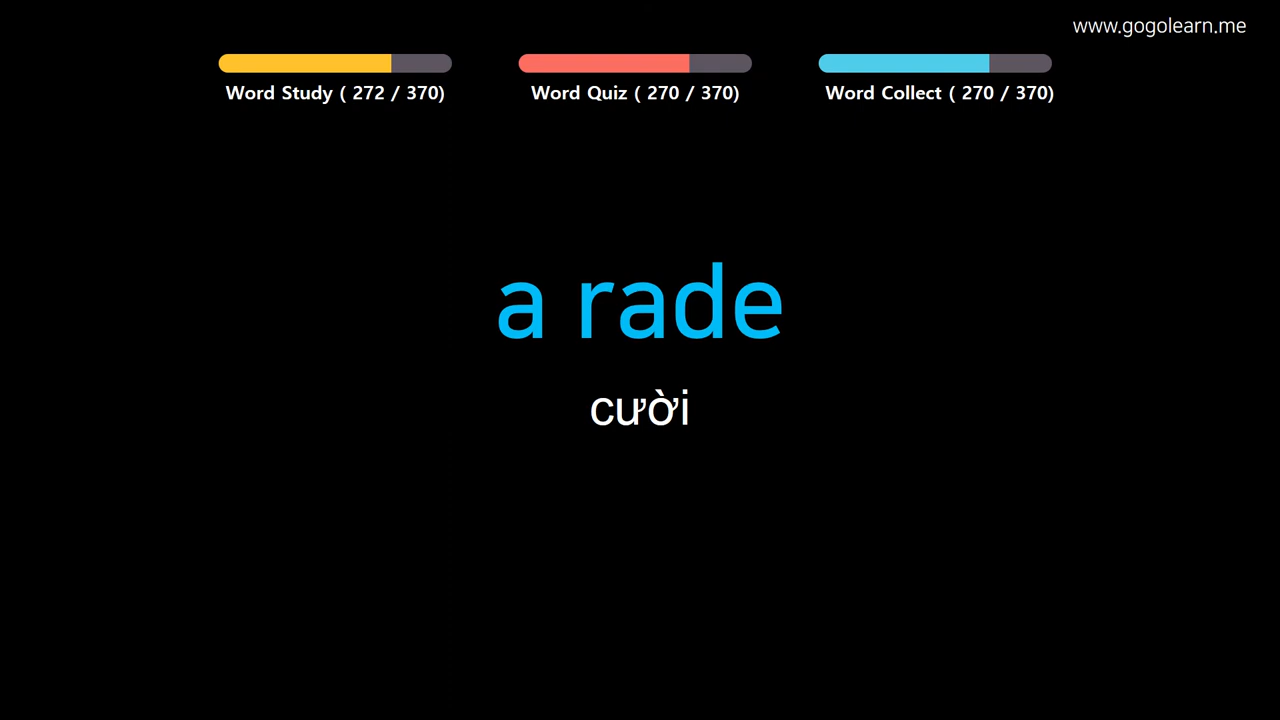 www.gogolearn.me
Word Study ( 272 / 370)
Word Quiz ( 270 / 370)
Word Collect ( 270 / 370)
a rade
cười